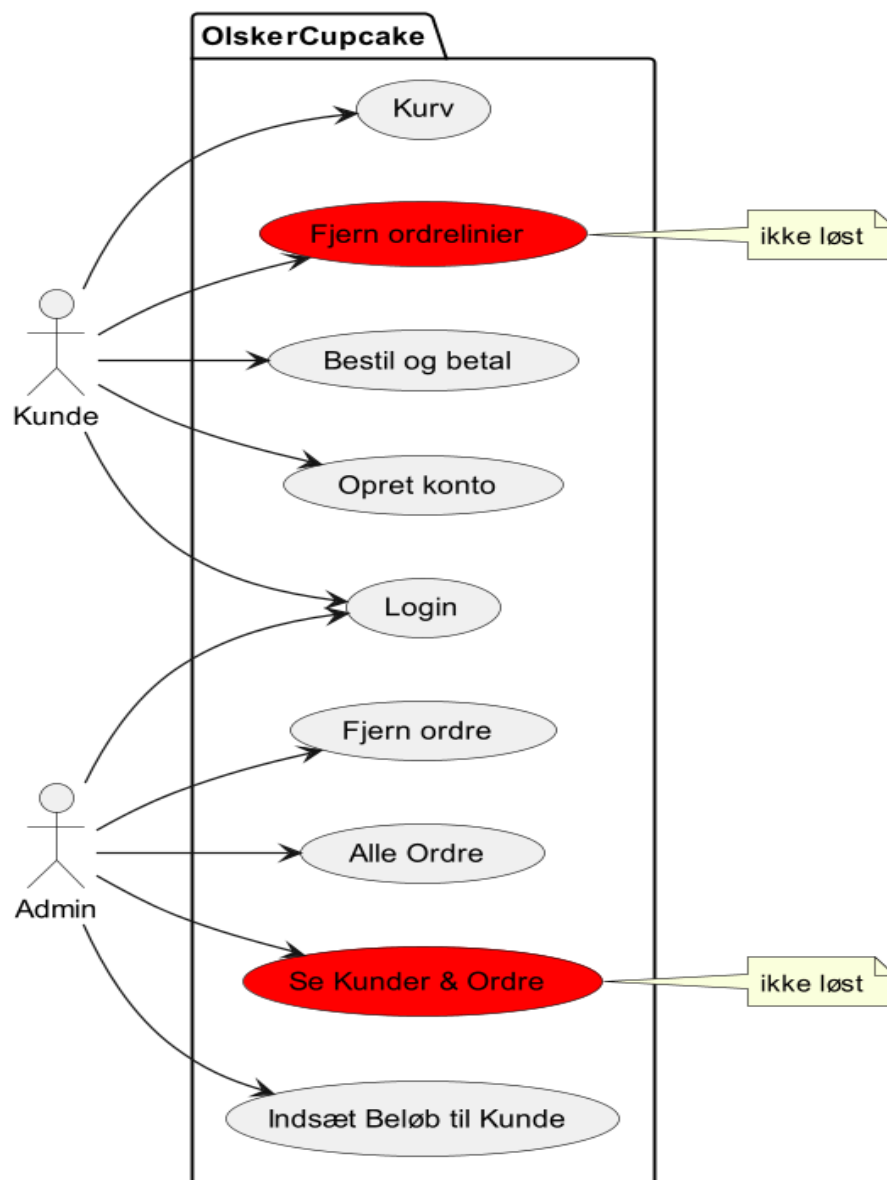 OlskerCupcake
Kurv
Fjern ordrelinier
ikke løst
Bestil og betal
Kunde
Opret konto
Login
Fjern ordre
Alle Ordre
Admin
Se Kunder & Ordre
ikke løst
Indsæt Beløb til Kunde